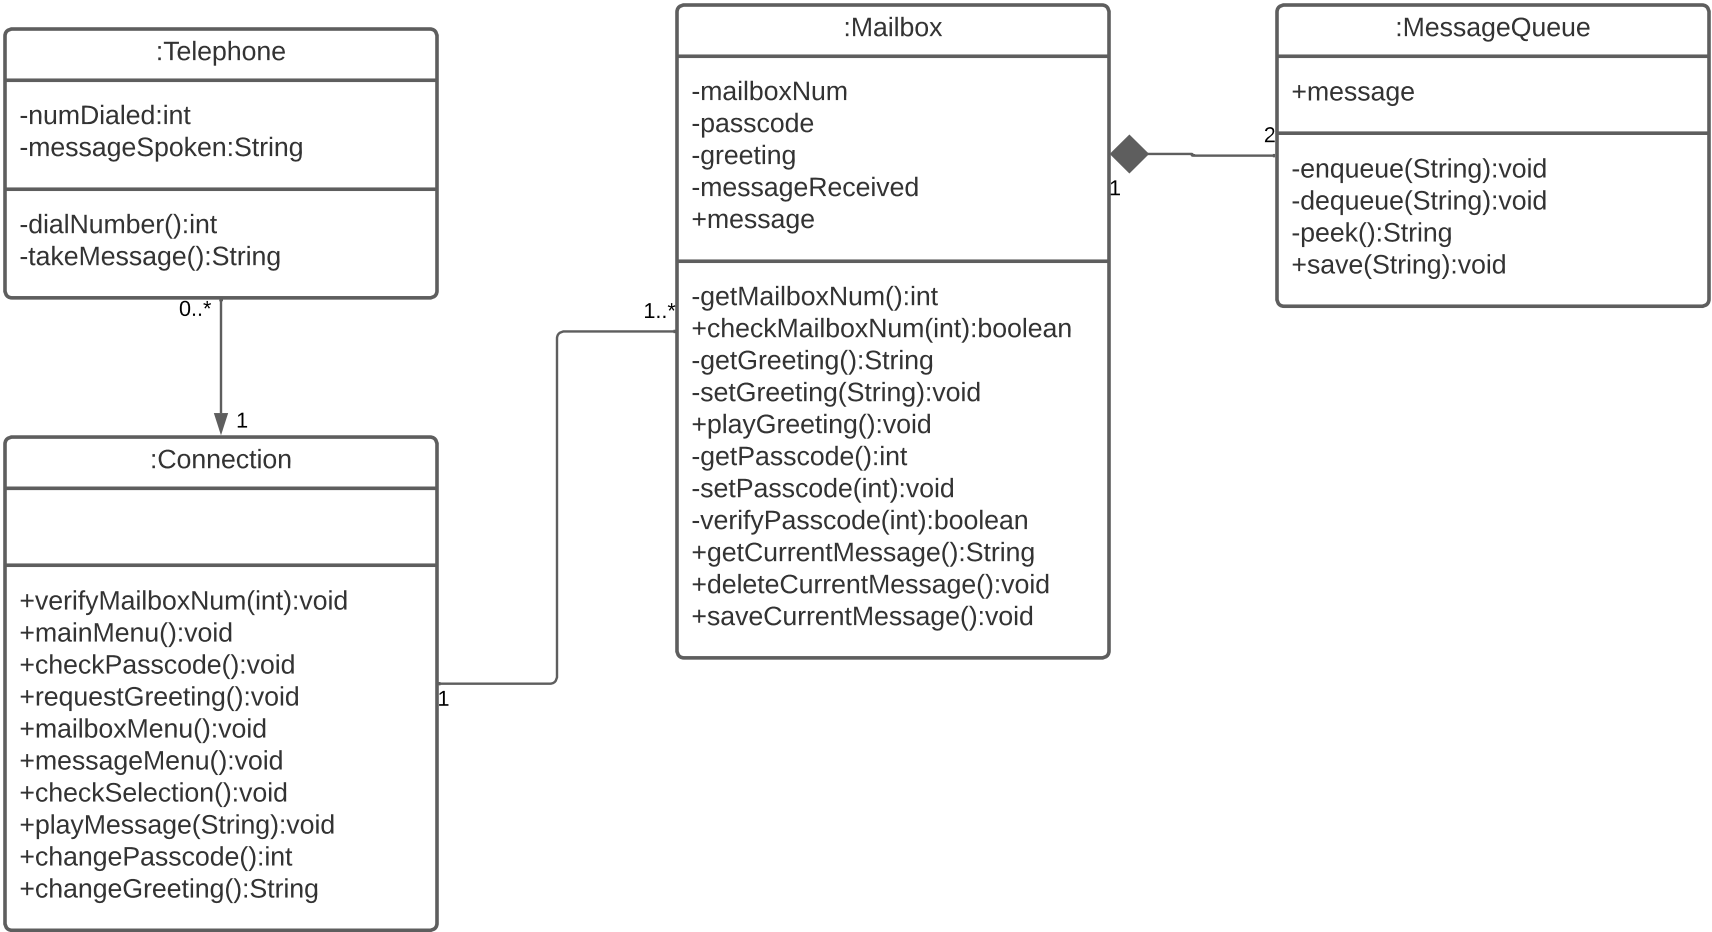 :Telephone
-numDialed:int
-messageSpoken:String
-dialNumber():int
-takeMessage():String
0..*
1
:Connection
+verifyMailboxNum(int):void
+mainMenu():void
+checkPasscode():void
+requestGreeting():void
+mailboxMenu():void
+messageMenu():void
+checkSelection():void
+playMessage(String):void
+changePasscode():int
+changeGreeting():String
1
1..*
:Mailbox
-mailboxNum
-passcode
-greeting
-messageReceived
+message
-getMailboxNum():int
+checkMailboxNum(int):boolean
-getGreeting():String
-setGreeting(String):void
+playGreeting():void
-getPasscode():int
-setPasscode(int):void
-verifyPasscode(int):boolean
+getCurrentMessage():String
+deleteCurrentMessage():void
+saveCurrentMessage():void
1
2
:MessageQueue
+message
-enqueue(String):void
-dequeue(String):void
-peek():String
+save(String):void